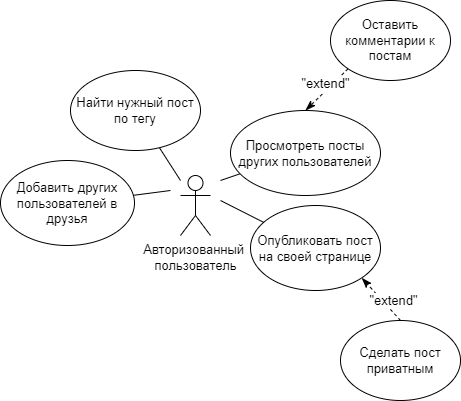 Оставить
комментарии к
постам
"extend"
Найти нужный пост
по тегу
Просмотреть посты
других пользователей
Добавить других
пользователей в
друзья
Авторизованный
пользователь
Опубликовать пост
на своей странице
"extend"
Сделать пост
приватным